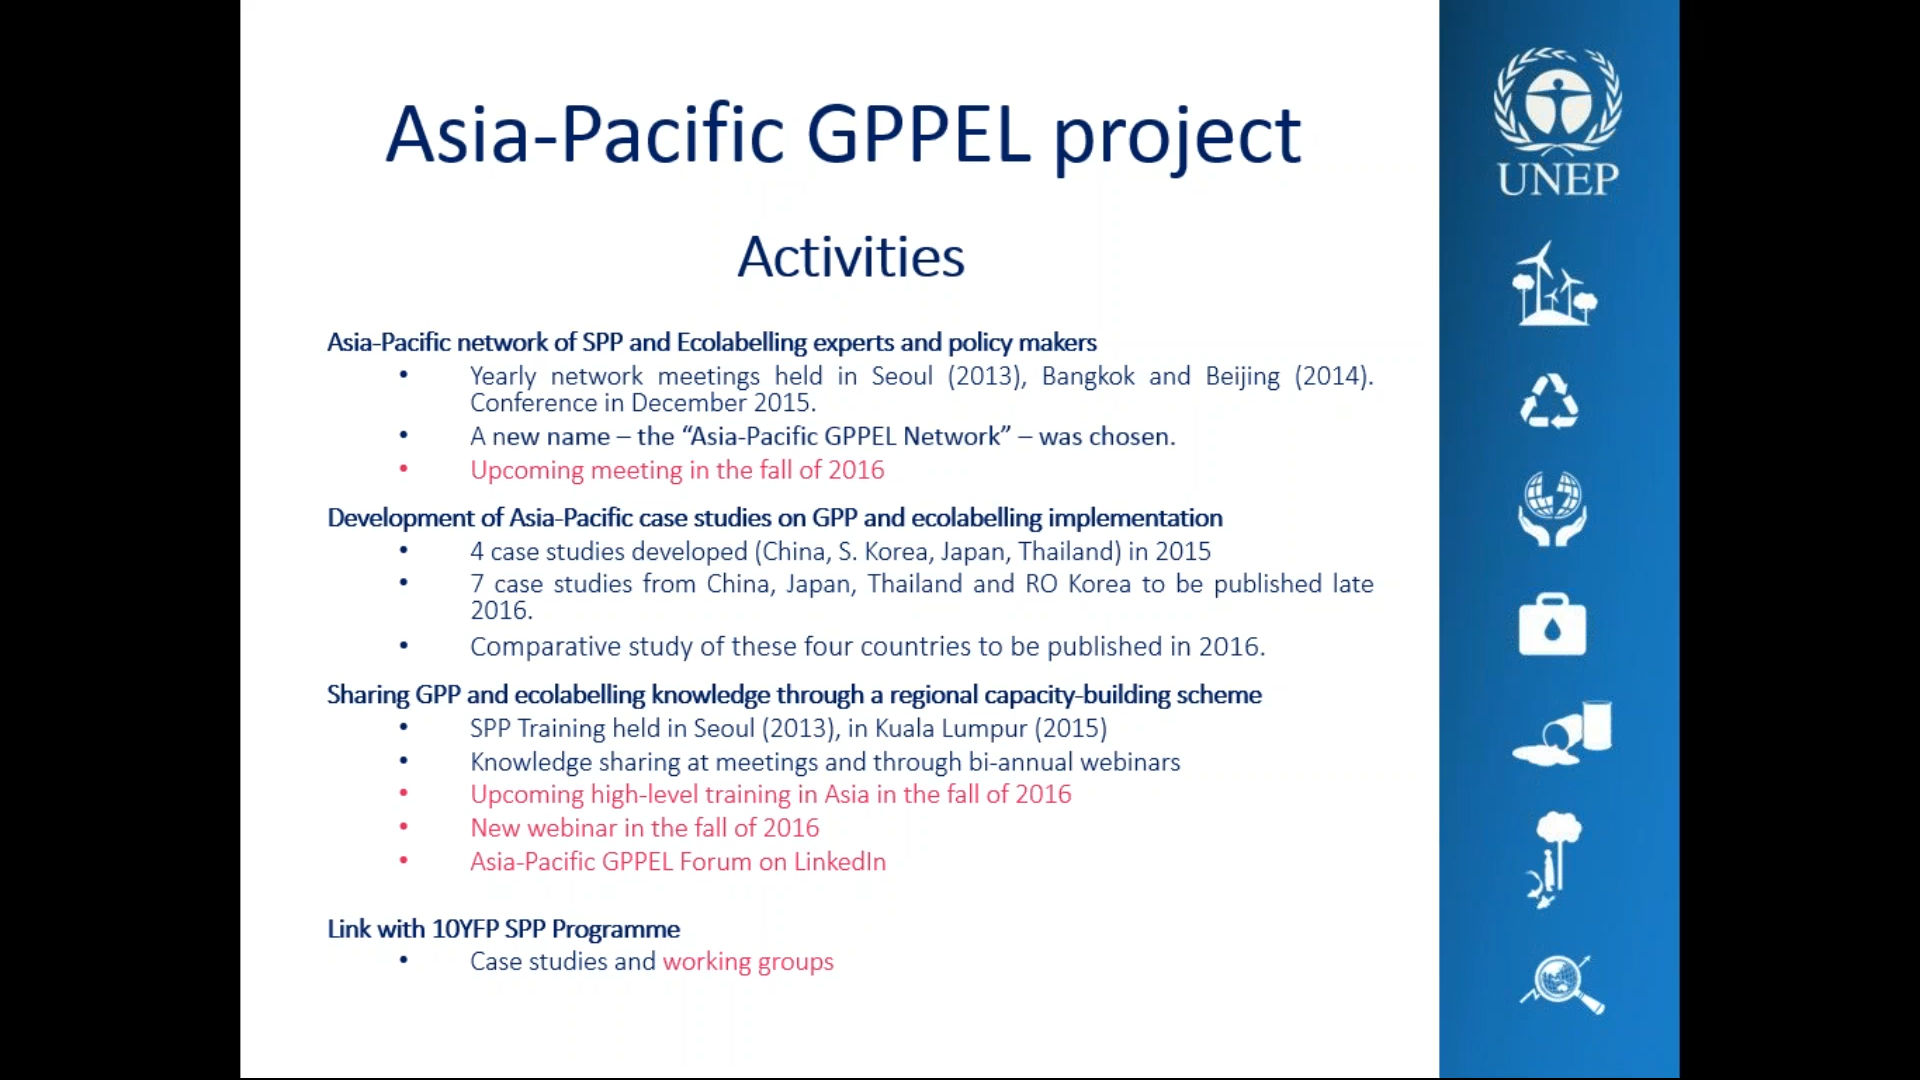 Asia-Pacific GPPEL project
Activities
Asia-Pacific network of SPP and Ecolabelling experts and policy makers
• Yearly network meetings held in Seoul (2013), Bangkok and Beijing (2014).
Conference in December 2015.
• A new name – the “Asia-Pacific GPPEL Network” – was chosen.
• Upcoming meeting in the fall of 2016
Development of Asia-Pacific case studies on GPP and ecolabelling implementation
• 4 case studies developed (China, S. Korea, Japan, Thailand) in 2015
• 7 case studies from China, Japan, Thailand and RO Korea to be published late
2016.
• Comparative study of these four countries to be published in 2016.
Sharing GPP and ecolabelling knowledge through a regional capacity-building scheme
• SPP Training held in Seoul (2013), in Kuala Lumpur (2015)
• Knowledge sharing at meetings and through bi-annual webinars
• Upcoming high-level training in Asia in the fall of 2016
• New webinar in the fall of 2016
• Asia-Pacific GPPEL Forum on LinkedIn
Link with 10YFP SPP Programme
• Case studies and working groups
UNEP